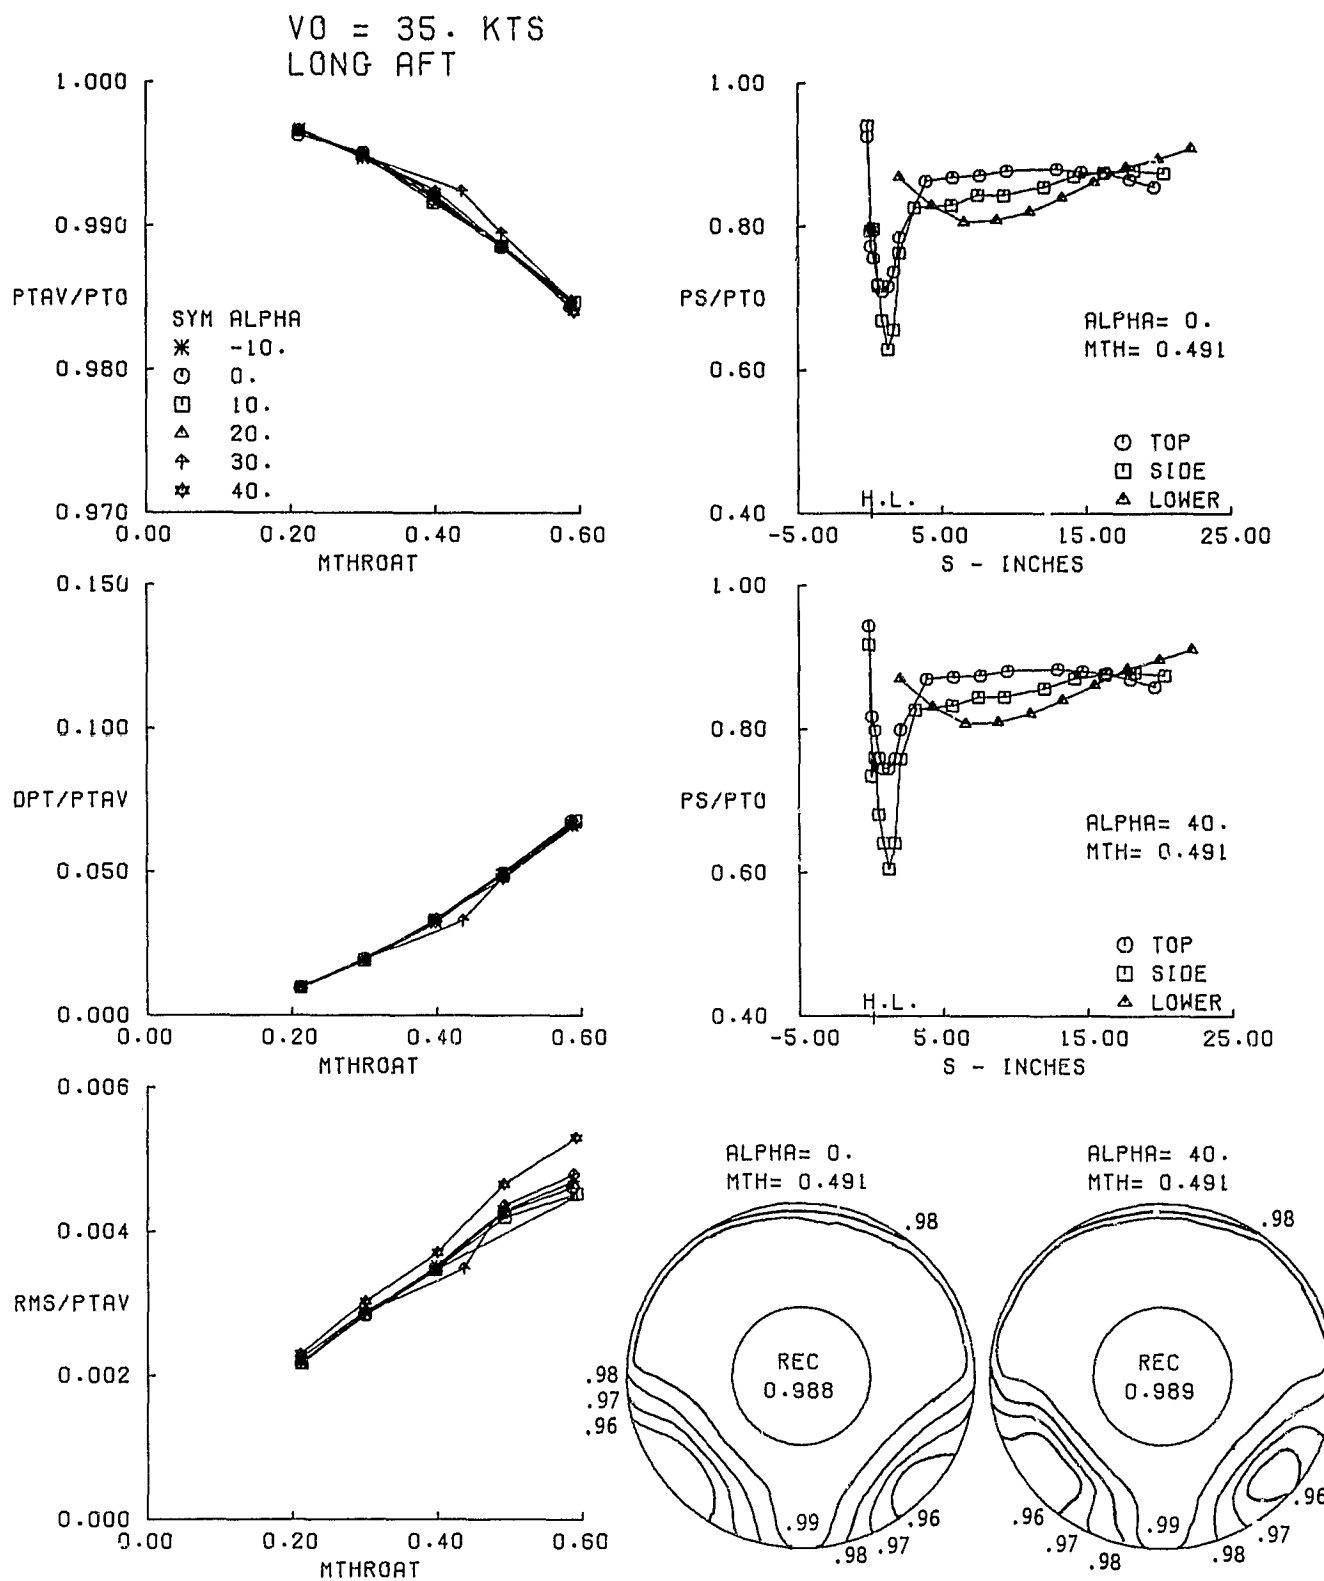 V0 = 35. KTS
LONG AFT
1.000
0.990
PTAV/PT0
0.980
0.970
0.00 0.20 0.40 0.60
MTHROAT
SYM ALPHA
-10.
0.
10.
20.
30.
40.
1.00
0.80
PS/PT0
0.60
0.40
-5.00 5.00 15.00 25.00
S - INCHES
ALPHA= 0.
MTH= 0.491
TOP
SIDE
LOWER
H.L.
0.150
0.100
DPT/PTAV
0.050
0.000
0.00 0.20 0.40 0.60
MTHROAT
1.00
0.80
PS/PT0
0.60
0.40
-5.00 5.00 15.00 25.00
S - INCHES
ALPHA= 40.
MTH= 0.491
TOP
SIDE
LOWER
H.L.
0.006
0.004
RMS/PTAV
0.002
0.000
0.00 0.20 0.40 0.60
MTHROAT
ALPHA= 0.
MTH= 0.491
.98
REC
0.988
.98
.97
.96
.99
.98
.97
.96
ALPHA= 40.
MTH= 0.491
.98
REC
0.989
.96
.97
.98
.99
.98
.97
.96